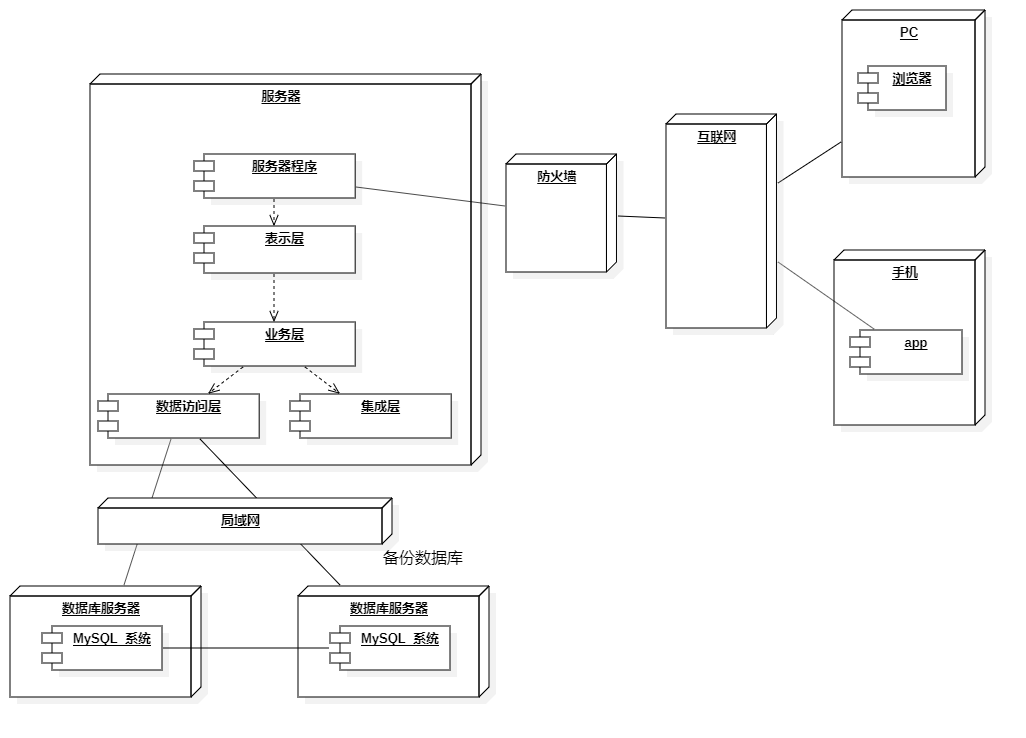 PC
浏览器
服务器
互联网
服务器程序
防火墙
表示层
手机
业务层
app
数据访问层
集成层
局域网
备份数据库
数据库服务器
数据库服务器
MySQL 系统
MySQL 系统